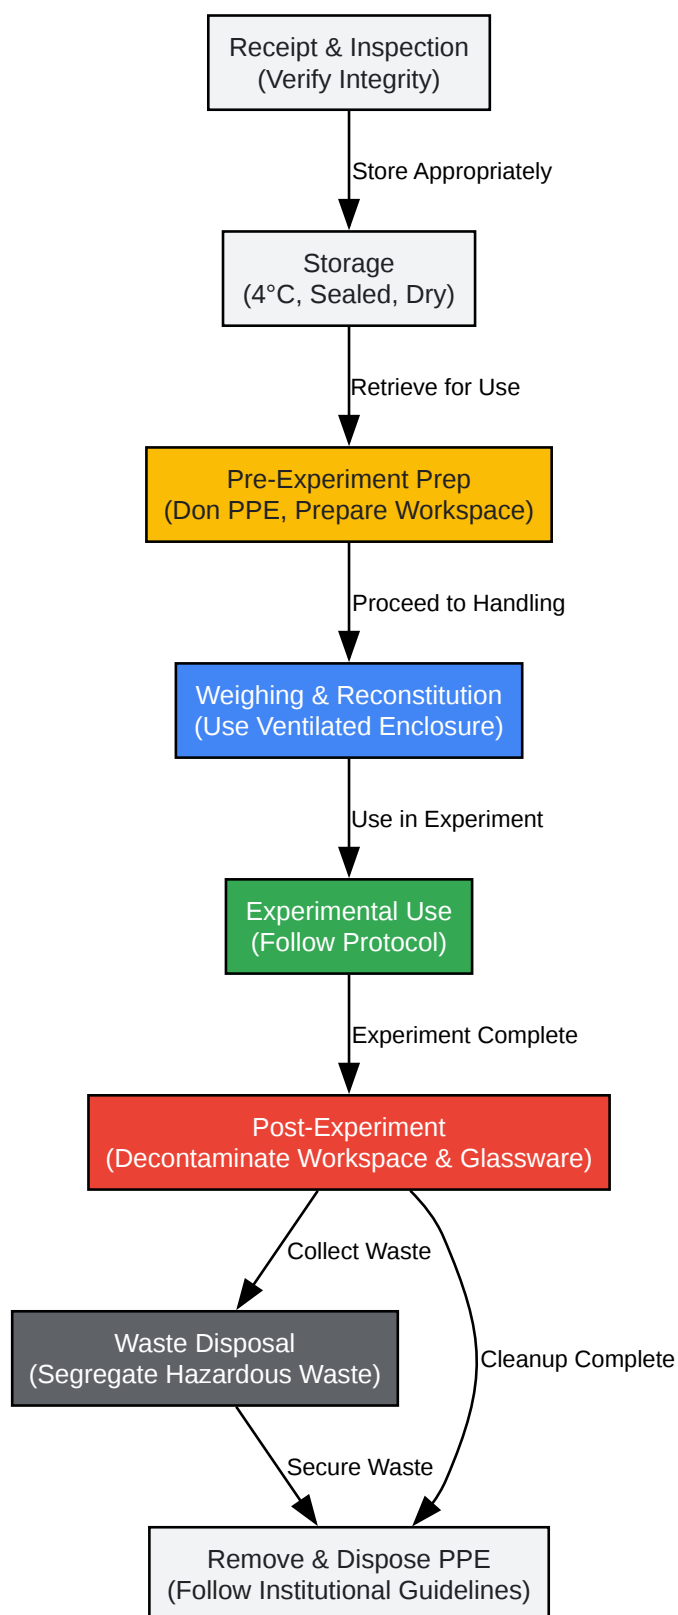 Receipt & Inspection
(Verify Integrity)
Store Appropriately
Storage
(4°C, Sealed, Dry)
Retrieve for Use
Pre-Experiment Prep
(Don PPE, Prepare Workspace)
Proceed to Handling
Weighing & Reconstitution
(Use Ventilated Enclosure)
Use in Experiment
Experimental Use
(Follow Protocol)
Experiment Complete
Post-Experiment
(Decontaminate Workspace & Glassware)
Collect Waste
Waste Disposal
(Segregate Hazardous Waste)
Cleanup Complete
Secure Waste
Remove & Dispose PPE
(Follow Institutional Guidelines)